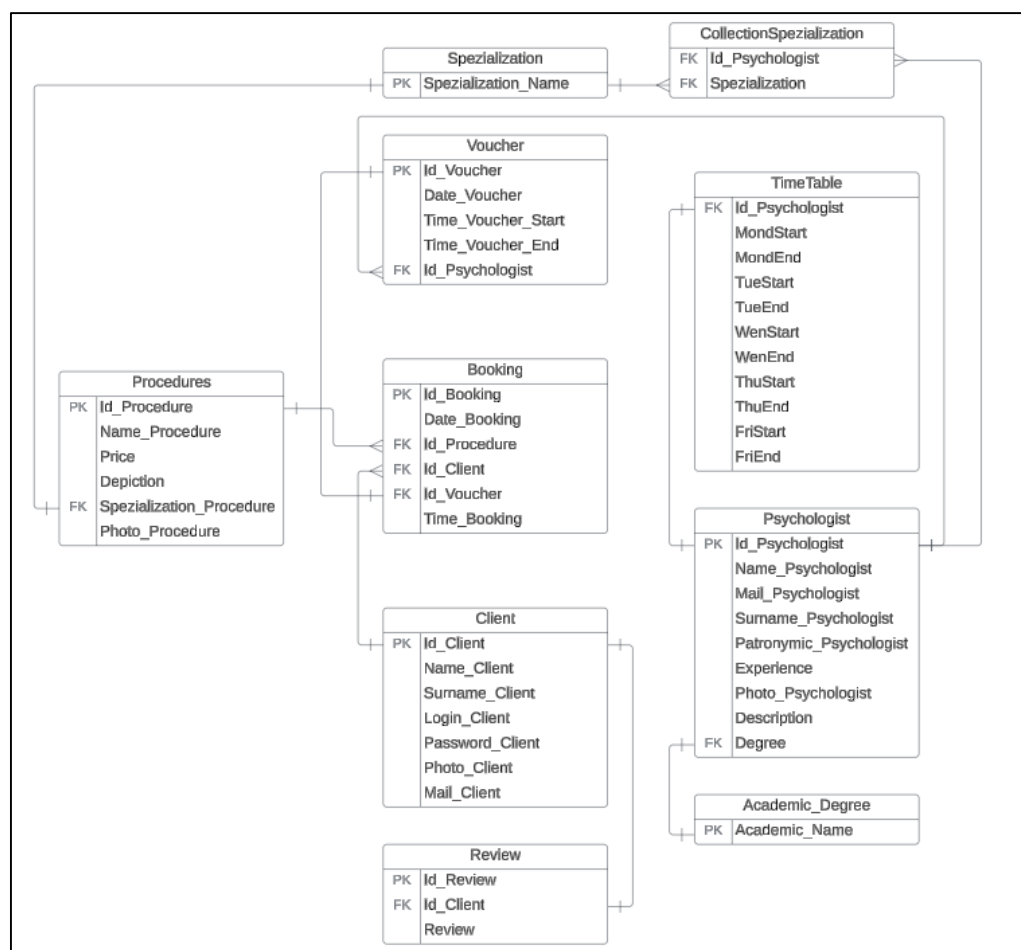 CollectionSpezialization
FK Id_Psychologist
FK Spezialization
Spezialization
PK Spezialization_Name
Voucher
PK Id_Voucher
Date_Voucher
Time_Voucher_Start
Time_Voucher_End
FK Id_Psychologist
TimeTable
FK Id_Psychologist
MondStart
MondEnd
TueStart
TueEnd
WenStart
WenEnd
ThuStart
ThuEnd
FriStart
FriEnd
Procedures
PK Id_Procedure
Name_Procedure
Price
Depiction
FK Spezialization_Procedure
Photo_Procedure
Booking
PK Id_Booking
Date_Booking
FK Id_Procedure
FK Id_Client
FK Id_Voucher
Time_Booking
Psychologist
PK Id_Psychologist
Name_Psychologist
Mail_Psychologist
Surname_Psychologist
Patronymic_Psychologist
Experience
Photo_Psychologist
Description
FK Degree
Client
PK Id_Client
Name_Client
Surname_Client
Login_Client
Password_Client
Photo_Client
Mail_Client
Academic_Degree
PK Academic_Name
Review
PK Id_Review
FK Id_Client
Review